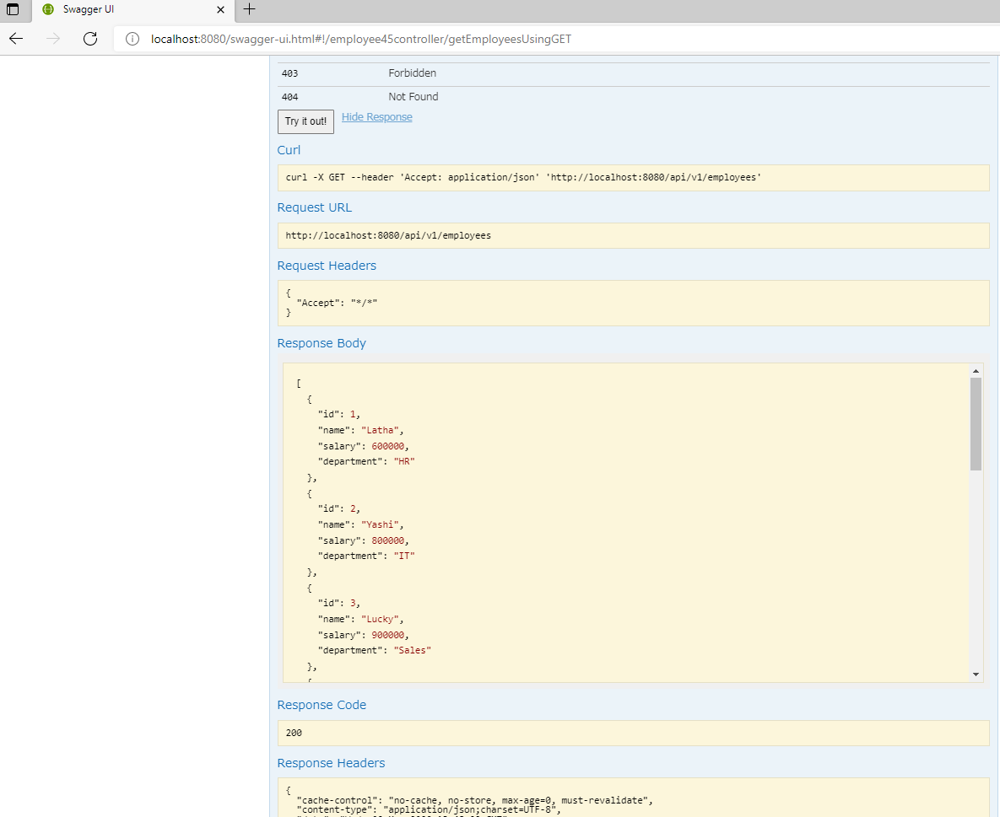 Swagger UI
localhost:8080/swagger-ui.html#!/employee45controller/getEmployeesUsingGET
403 Forbidden
404 Not Found
Try it out! Hide Response
Curl
curl -X GET --header 'Accept: application/json' 'http://localhost:8080/api/v1/employees'
Request URL
http://localhost:8080/api/v1/employees
Request Headers
{
"Accept": "*/*"
}
Response Body
[
{
"id": 1,
"name": "Latha",
"salary": 600000,
"department": "HR"
},
{
"id": 2,
"name": "Yashi",
"salary": 800000,
"department": "IT"
},
{
"id": 3,
"name": "Lucky",
"salary": 900000,
"department": "Sales"
},
{
Response Code
200
Response Headers
{
"cache-control": "no-cache, no-store, max-age=0, must-revalidate",
"content-type": "application/json;charset=UTF-8",